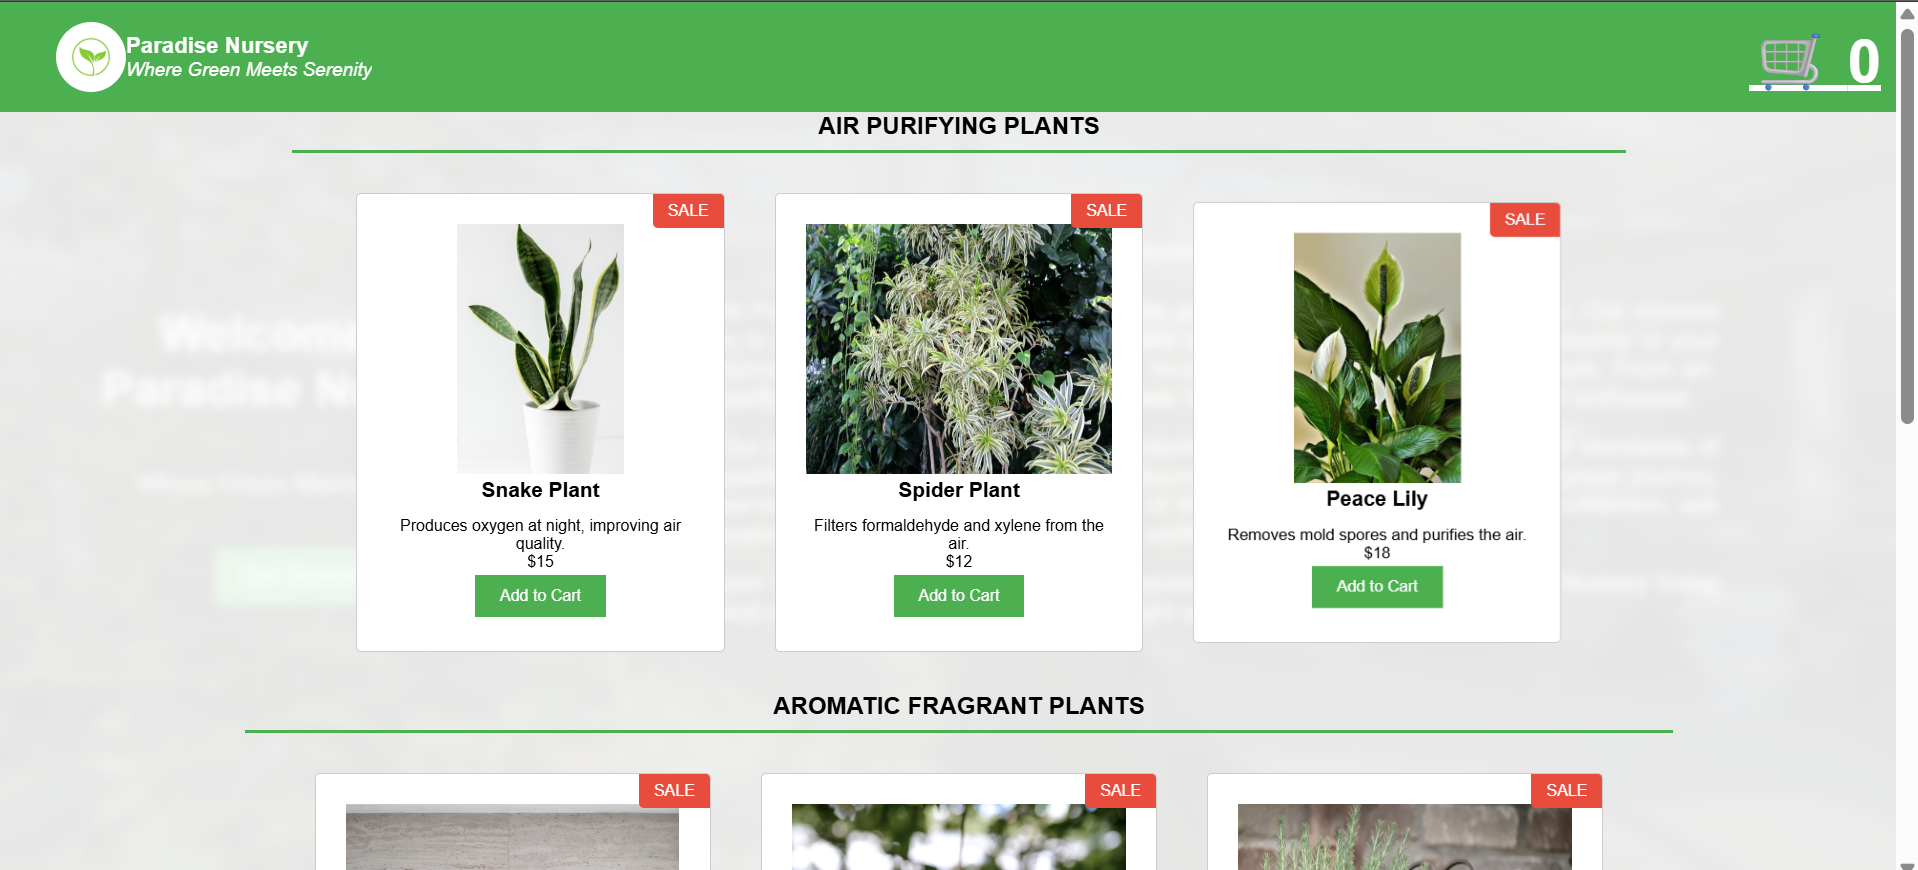 Paradise Nursery
Where Green Meets Serenity
0
AIR PURIFYING PLANTS
SALE
SALE
SALE
Snake Plant
Produces oxygen at night, improving air
quality.
$15
Add to Cart
Spider Plant
Filters formaldehyde and xylene from the
air.
$12
Add to Cart
Peace Lily
Removes mold spores and purifies the air.
$18
Add to Cart
Welcome
Paradise N
AROMATIC FRAGRANT PLANTS
SALE
SALE
SALE